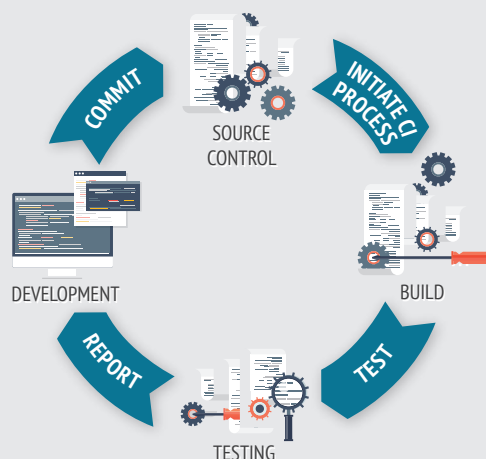 COMMIT
SOURCE
CONTROL
INITIATE CI
PROCESS
DEVELOPMENT
BUILD
REPORT
TEST
TESTING